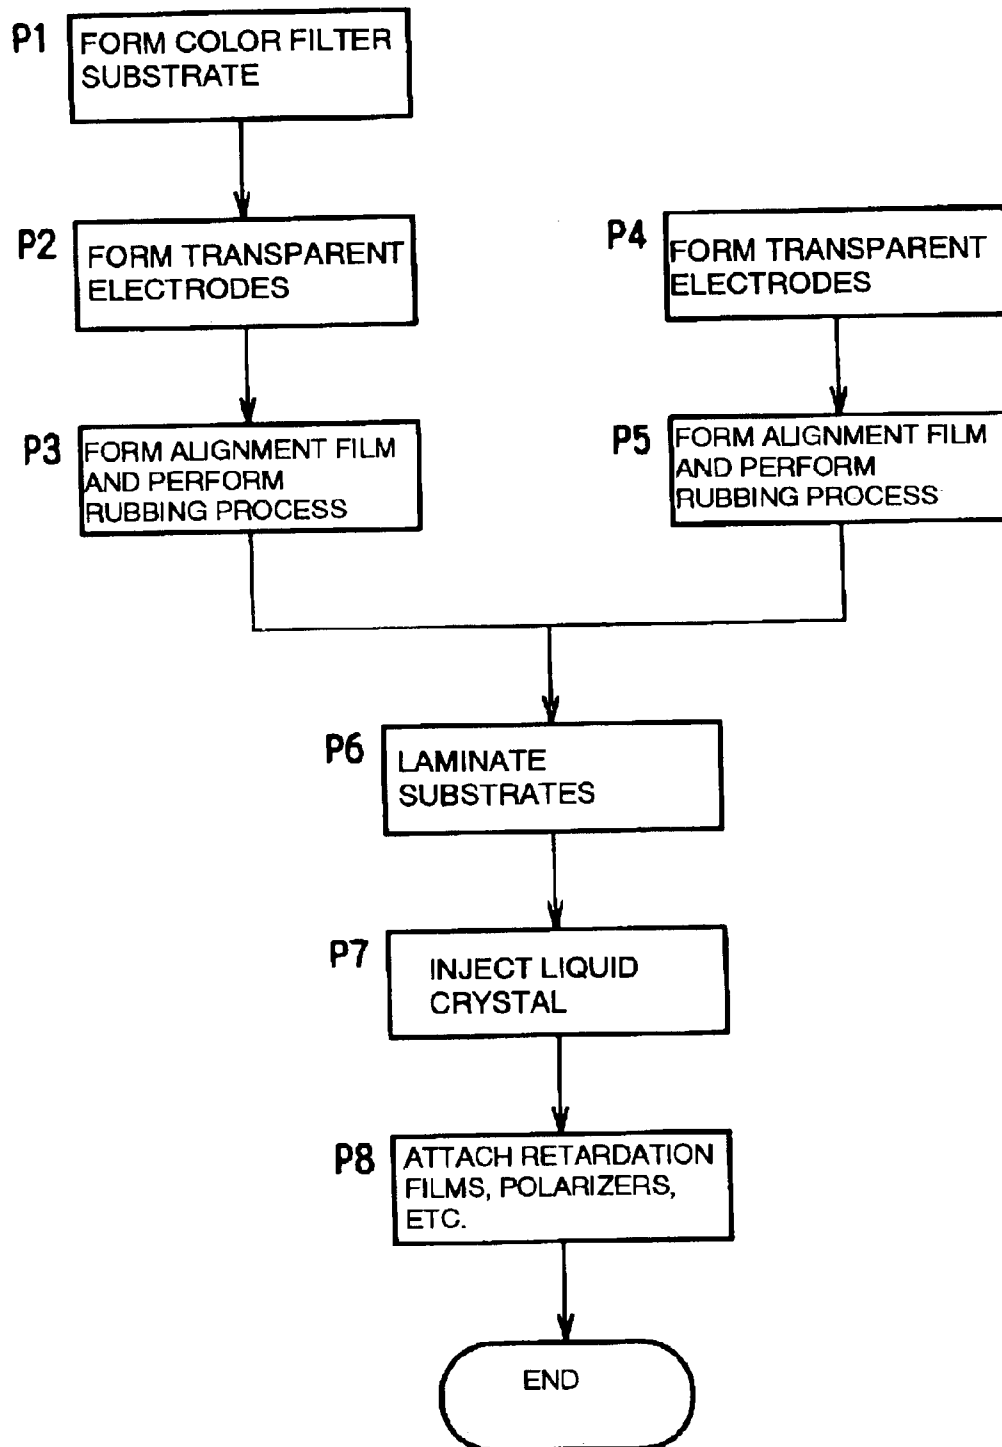 P1
FORM COLOR FILTER
SUBSTRATE
P2
FORM TRANSPARENT
ELECTRODES
P4
FORM TRANSPARENT
ELECTRODES
P3
FORM ALIGNMENT FILM
AND PERFORM
RUBBING PROCESS
P5
FORM ALIGNMENT FILM
AND PERFORM
RUBBING PROCESS
P6
LAMINATE
SUBSTRATES
P7
INJECT LIQUID
CRYSTAL
P8
ATTACH RETARDATION
FILMS, POLARIZERS,
ETC.
END